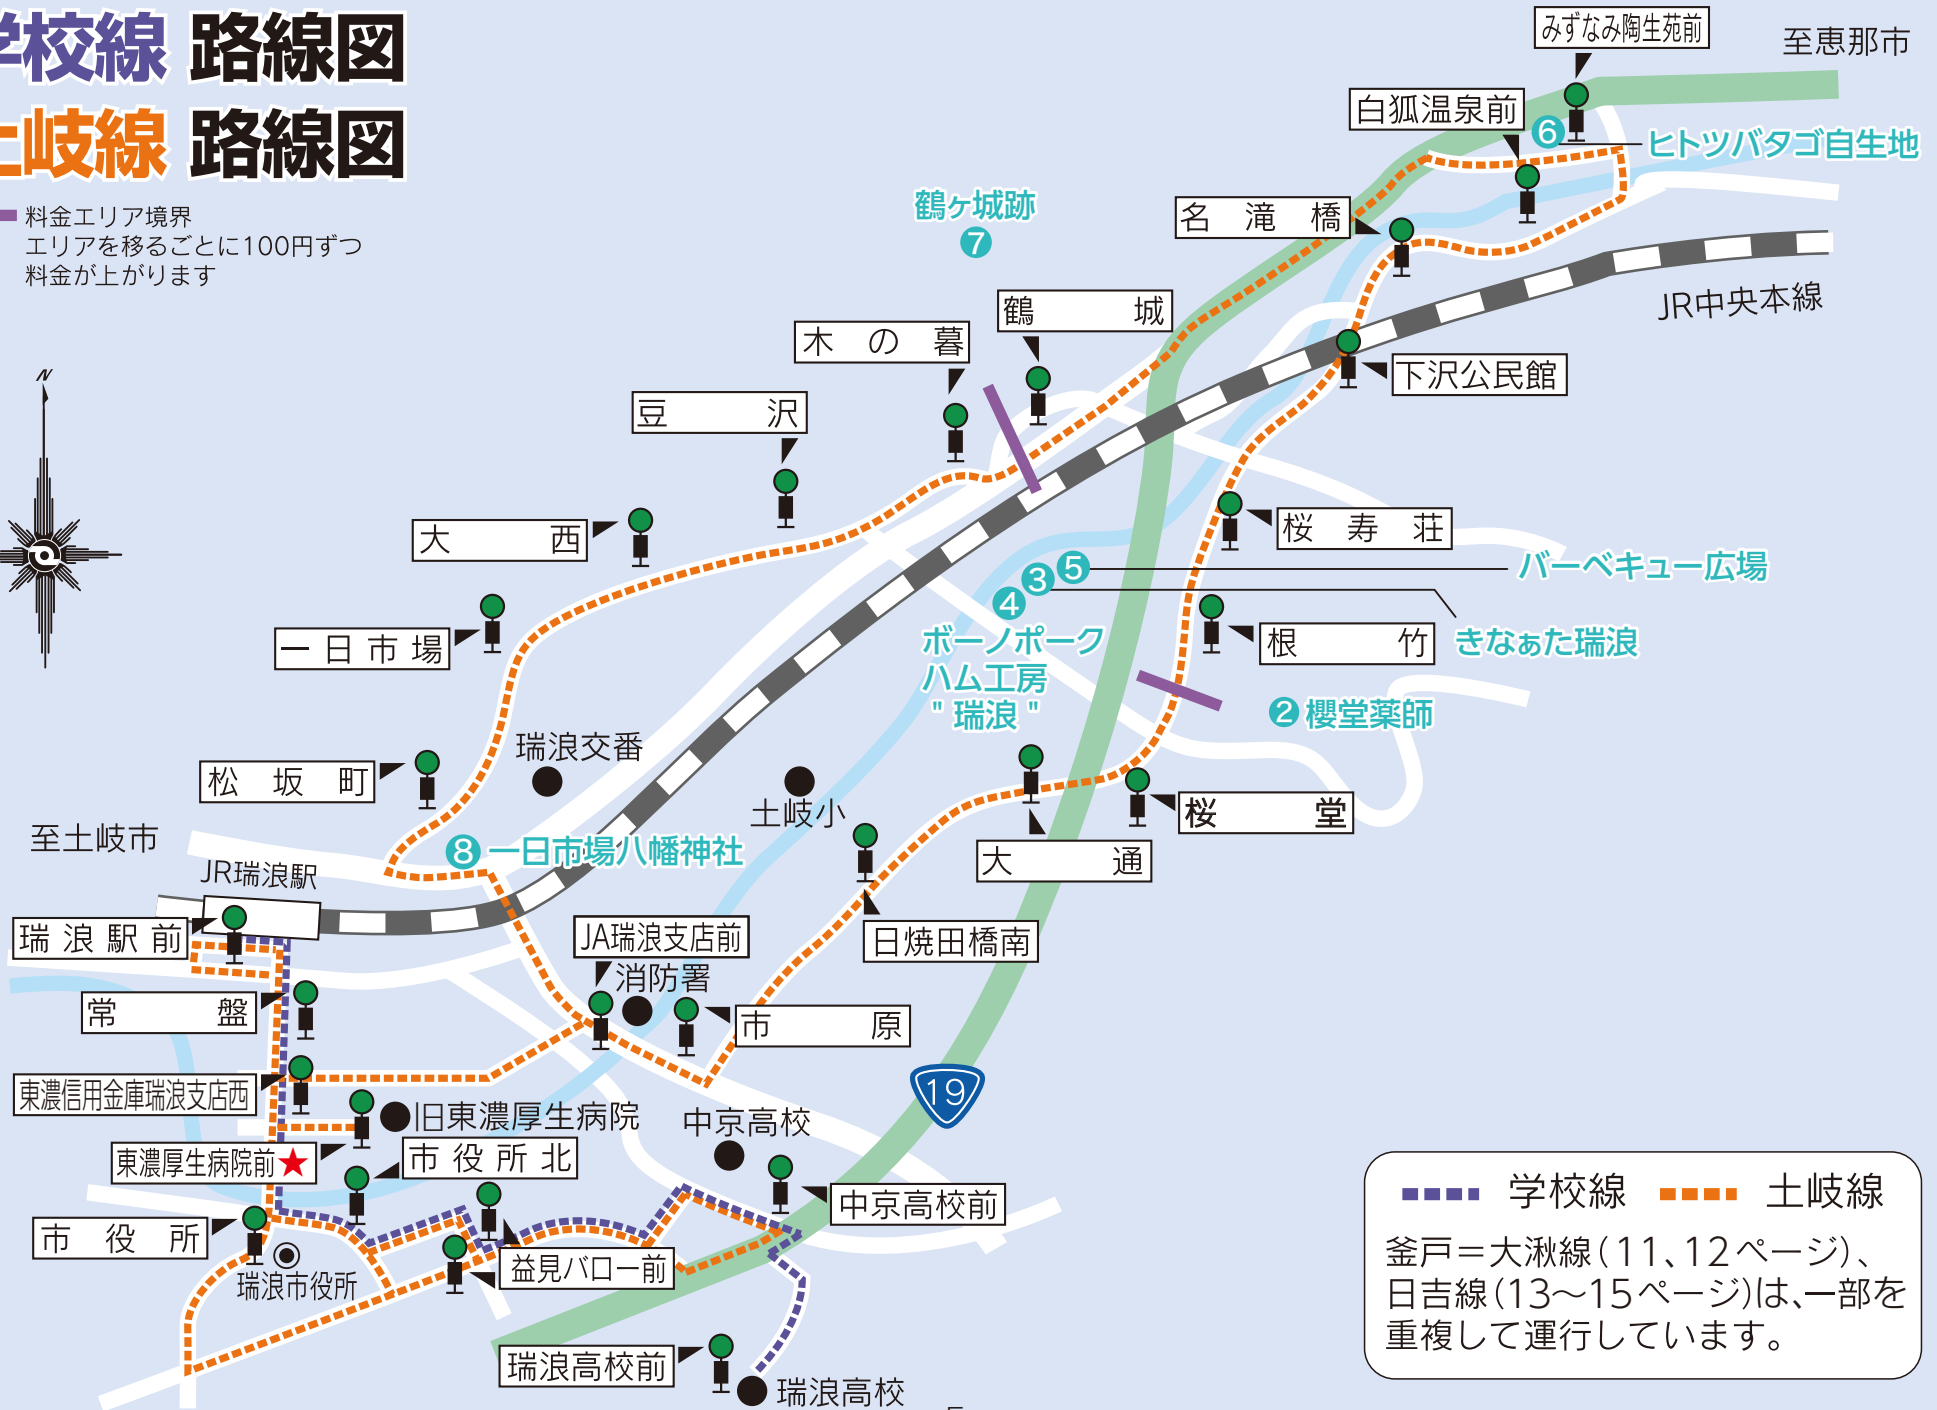 学校線 路線図
土岐線 路線図
料金エリア境界
エリアを移るごとに100円ずつ
料金が上がります
N
みずなみ陶生苑前
至恵那市
白狐温泉前
6
ヒトツバタゴ自生地
名滝橋
鶴ヶ城跡
7
JR中央本線
鶴城
木の暮
下沢公民館
豆沢
大西
桜寿荘
5
バーベキュー広場
3
4
ボーノポーク
ハム工房
"瑞浪"
一日市場
根竹
きなぁた瑞浪
2
櫻堂薬師
瑞浪交番
松坂町
土岐小
桜堂
至土岐市
8
一日市場八幡神社
大通
JR瑞浪駅
瑞浪駅前
JA瑞浪支店前
日焼田橋南
消防署
常盤
市原
東濃信用金庫瑞浪支店西
19
旧東濃厚生病院
中京高校
東濃厚生病院前★
市役所北
中京高校前
市役所
瑞浪市役所
益見バロー前
瑞浪高校前
瑞浪高校
学校線 土岐線
釜戸=大湫線(11、12ページ)、
日吉線(13〜15ページ)は、一部を
重複して運行しています。